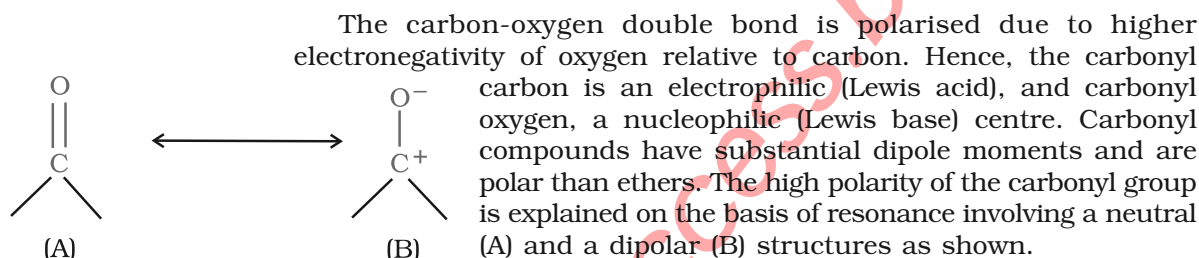 The carbon-oxygen double bond is polarised due to higher
electronegativity of oxygen relative to carbon. Hence, the carbonyl
carbon is an electrophilic (Lewis acid), and carbonyl
oxygen, a nucleophilic (Lewis base) centre. Carbonyl
compounds have substantial dipole moments and are
polar than ethers. The high polarity of the carbonyl group
is explained on the basis of resonance involving a neutral
(A) and a dipolar (B) structures as shown.
O
C
(A)
O⁻
C⁺
(B)